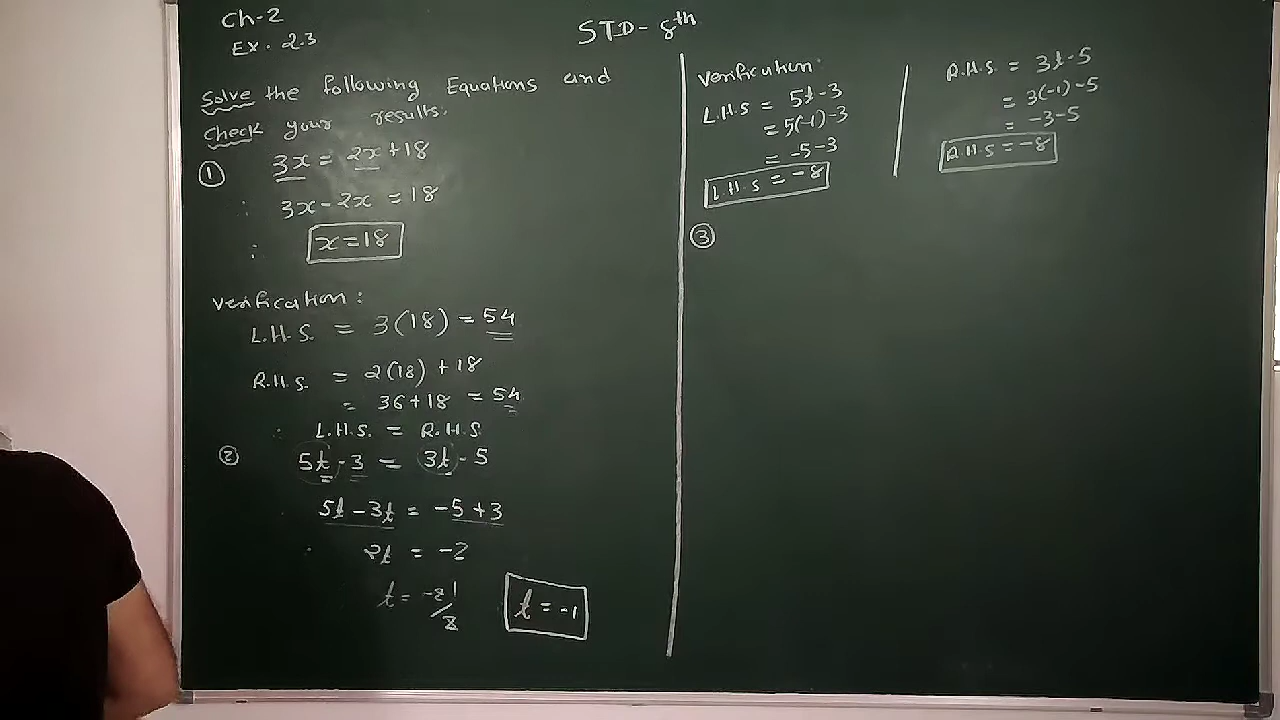 Ch-2
Ex. 2.3
STD- 8th
Solve the following Equations and
Check your results.
① 3x = 2x + 18
∴ 3x - 2x = 18
∴ x = 18
Verification :
L.H.S. = 3(18) = 54
R.H.S. = 2(18) + 18
= 36 + 18 = 54
∴ L.H.S. = R.H.S
② 5t - 3 = 3t - 5
∴ 5t - 3t = -5 + 3
∴ 2t = -2
t = -2 1/2
t = -1
Verification:
L.H.S = 5t - 3
= 5(-1) - 3
= -5 - 3
L.H.S = -8
R.H.S. = 3t - 5
= 3(-1) - 5
= -3 - 5
R.H.S = -8
③